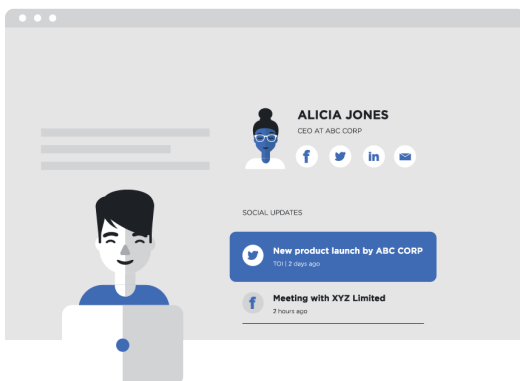 ALICIA JONES
CEO AT ABC CORP
SOCIAL UPDATES
New product launch by ABC CORP
TOI | 2 days ago
Meeting with XYZ Limited
2 hours ago